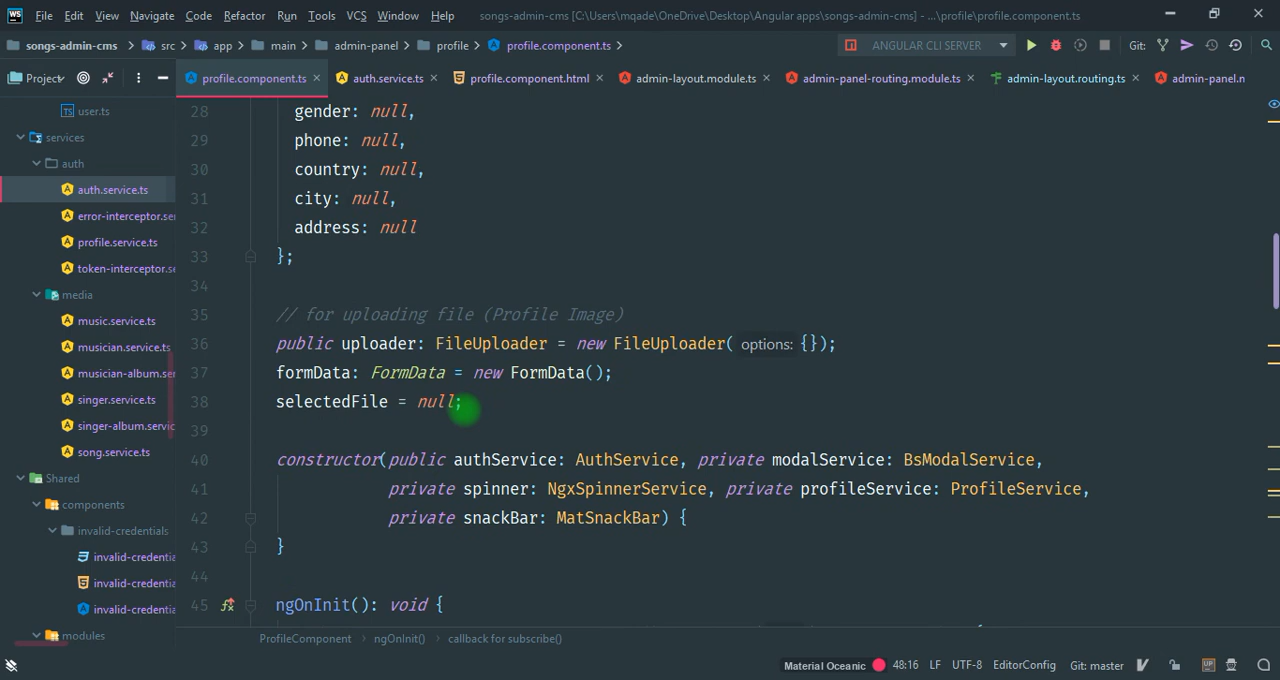 WS File Edit View Navigate Code Refactor Run Tools VCS Window Help songs-admin-cms [C:\Users\mqade\OneDrive\Desktop\Angular apps\songs-admin-cms] - ...\profile\profile.component.ts
songs-admin-cms src app main admin-panel profile profile.component.ts ANGULAR CLI SERVER Git:
Project profile.component.ts auth.service.ts profile.component.html admin-layout.module.ts admin-panel-routing.module.ts admin-layout.routing.ts admin-panel.n
user.ts
services
auth
auth.service.ts
error-interceptor.se
profile.service.ts
token-interceptor.se
media
music.service.ts
musician.service.ts
musician-album.ser
singer.service.ts
singer-album.servic
song.service.ts
Shared
components
invalid-credentials
invalid-credentia
invalid-credentia
invalid-credentia
modules
28 gender: null,
29 phone: null,
30 country: null,
31 city: null,
32 address: null
33 };
34
35 // for uploading file (Profile Image)
36 public uploader: FileUploader = new FileUploader( options: {});
37 formData: FormData = new FormData();
38 selectedFile = null;
39
40 constructor(public authService: AuthService, private modalService: BsModalService,
41 private spinner: NgxSpinnerService, private profileService: ProfileService,
42 private snackBar: MatSnackBar) {
43 }
44
45 ngOnInit(): void {
ProfileComponent ngOnInit() callback for subscribe()
Material Oceanic 48:16 LF UTF-8 EditorConfig Git: master